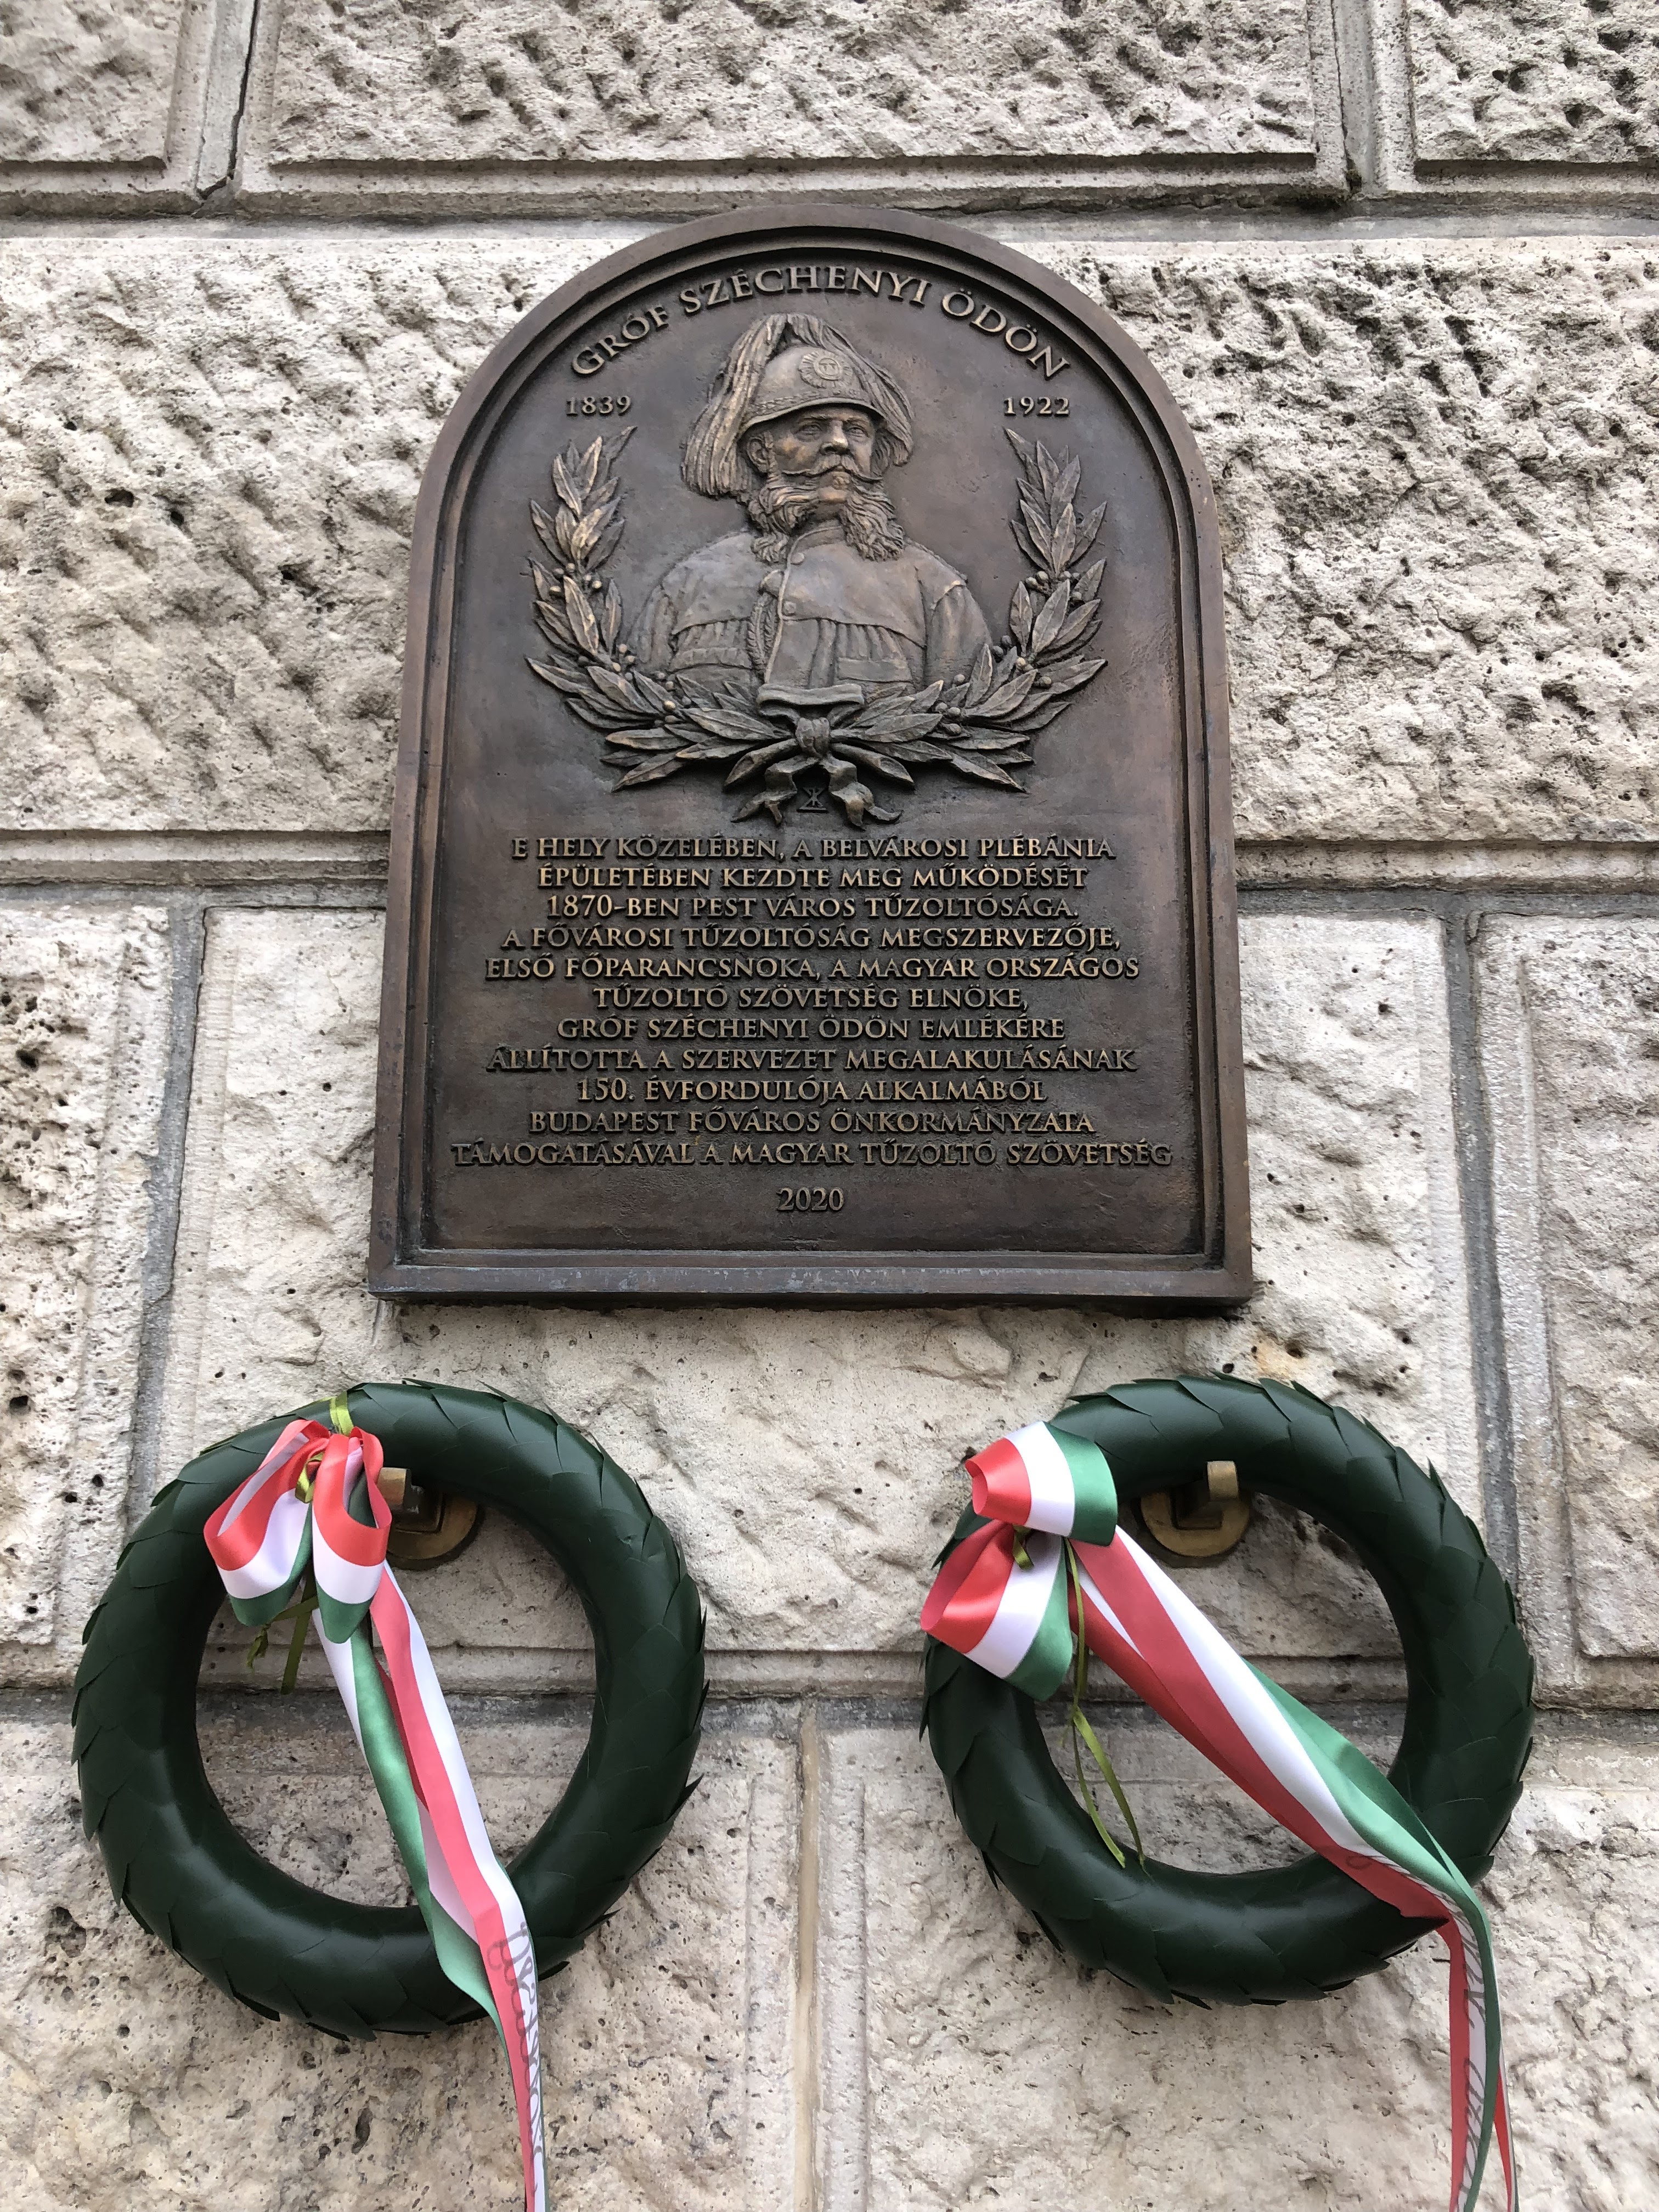 GRÓF SZÉCHENYI ÖDÖN
1839 1922
E HELY KÖZELÉBEN, A BELVÁROSI PLÉBÁNIA
ÉPÜLETÉBEN KEZDTE MEG MŰKÖDÉSÉT
1870-BEN PEST VÁROS TŰZOLTÓSÁGA.
A FŐVÁROSI TŰZOLTÓSÁG MEGSZERVEZŐJE,
ELSŐ FŐPARANCSNOKA, A MAGYAR ORSZÁGOS
TŰZOLTÓ SZÖVETSÉG ELNÖKE,
GRÓF SZÉCHENYI ÖDÖN EMLÉKÉRE
ÁLLÍTOTTA A SZERVEZET MEGALAKULÁSÁNAK
150. ÉVFORDULÓJA ALKALMÁBÓL
BUDAPEST FŐVÁROS ÖNKORMÁNYZATA
TÁMOGATÁSÁVAL A MAGYAR TŰZOLTÓ SZÖVETSÉG
2020